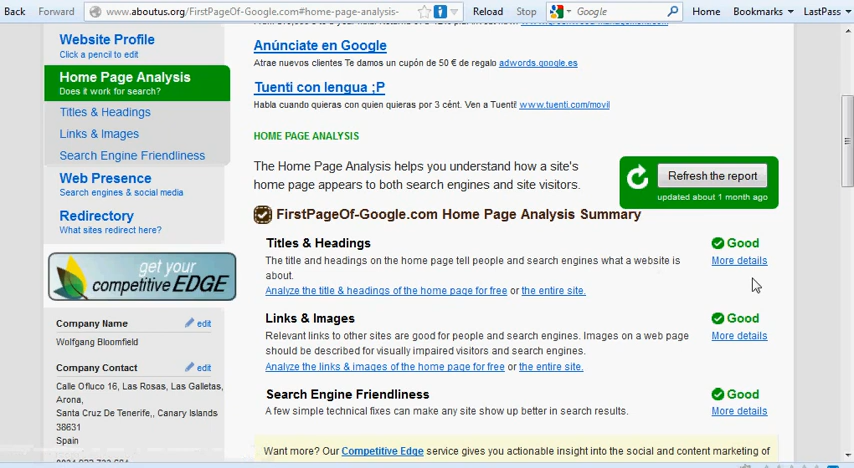 Back Forward www.aboutus.org/FirstPageOf-Google.com#home-page-analysis- Reload Stop Google Home Bookmarks LastPass
Website Profile
Click a pencil to edit
Home Page Analysis
Does it work for search?
Titles & Headings
Links & Images
Search Engine Friendliness
Web Presence
Search engines & social media
Redirectory
What sites redirect here?
get your
competitive EDGE
Company Name edit
Wolfgang Bloomfield
Company Contact edit
Calle Ofluco 16, Las Rosas, Las Galletas,
Arona,
Santa Cruz De Tenerife,, Canary Islands
38631
Spain
Anúnciate en Google
Atrae nuevos clientes Te damos un cupón de 50 € de regalo adwords.google.es
Tuenti con lengua ;P
Habla cuando quieras con quien quieras por 3 cént. Ven a Tuenti! www.tuenti.com/movil
HOME PAGE ANALYSIS
The Home Page Analysis helps you understand how a site's
home page appears to both search engines and site visitors.
Refresh the report
updated about 1 month ago
FirstPageOf-Google.com Home Page Analysis Summary
Titles & Headings Good
The title and headings on the home page tell people and search engines what a website is More details
about.
Analyze the title & headings of the home page for free or the entire site.
Links & Images Good
Relevant links to other sites are good for people and search engines. Images on a web page More details
should be described for visually impaired visitors and search engines.
Analyze the links & images of the home page for free or the entire site.
Search Engine Friendliness Good
A few simple technical fixes can make any site show up better in search results. More details
Want more? Our Competitive Edge service gives you actionable insight into the social and content marketing of